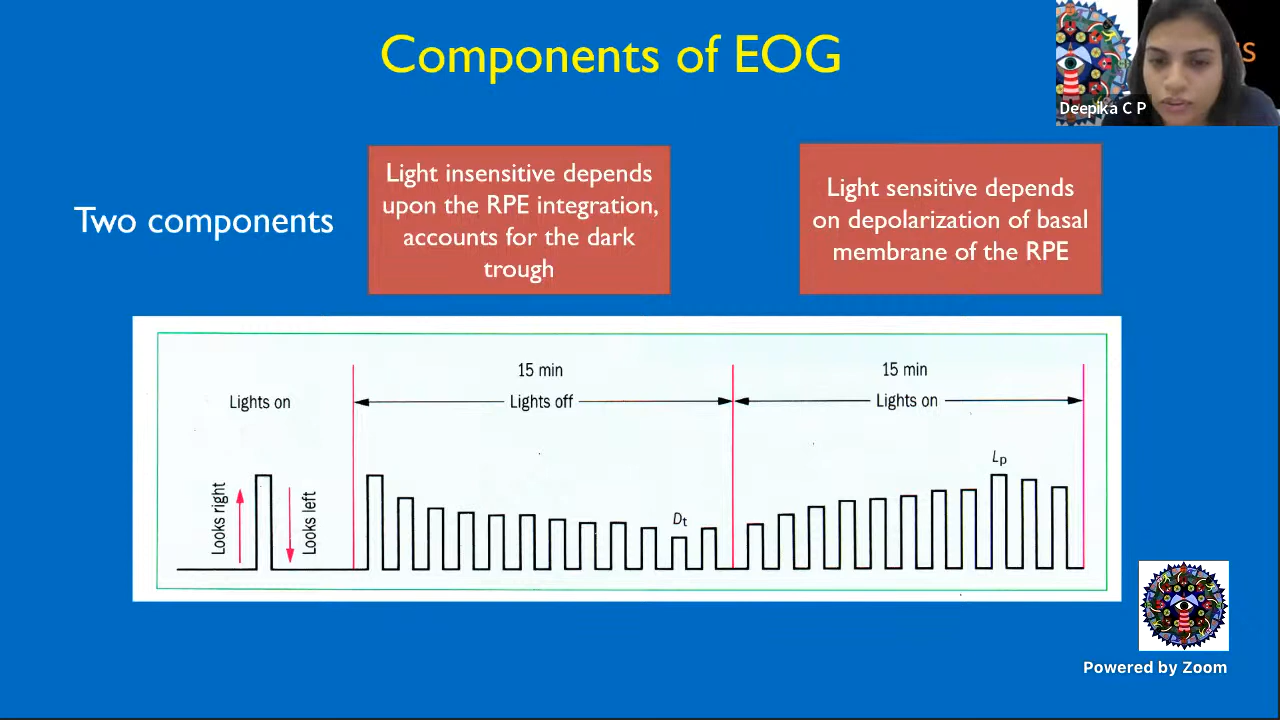 Components of EOG
s
Deepika C P
Two components
Light insensitive depends
upon the RPE integration,
accounts for the dark
trough
Light sensitive depends
on depolarization of basal
membrane of the RPE
Lights on
15 min
Lights off
15 min
Lights on
Looks right
Looks left
Dt
Lp
Powered by Zoom